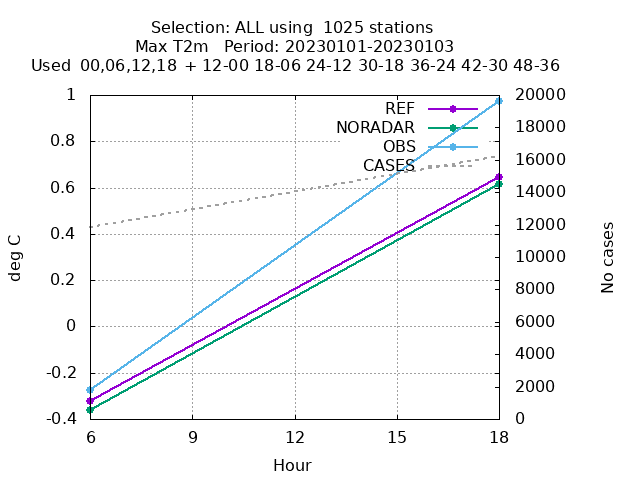 Selection: ALL using  1025 stations
Max T2m   Period: 20230101-20230103
Used  00,06,12,18  + 12-00 18-06 24-12 30-18 36-24 42-30 48-36
REF
NORADAR
OBS
CASES
1
0.8
0.6
0.4
0.2
0
-0.2
-0.4
deg C
20000
18000
16000
14000
12000
10000
8000
6000
4000
2000
0
No cases
6 9 12 15 18
Hour